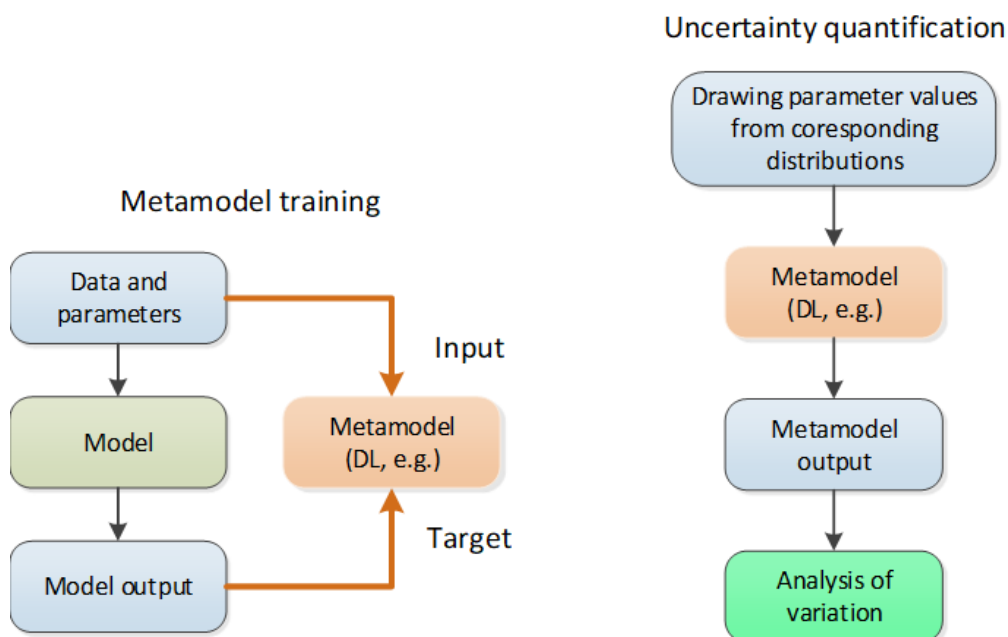 Metamodel training
Data and
parameters
Input
Model
Metamodel
(DL, e.g.)
Target
Model output
Uncertainty quantification
Drawing parameter values
from coresponding
distributions
Metamodel
(DL, e.g.)
Metamodel
output
Analysis of
variation